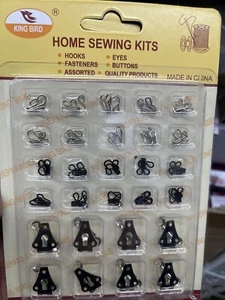 KING BIRD
®
HOME SEWING KITS
• HOOKS • EYES
• FASTENERS • BUTTONS
• ASSORTED • QUALITY PRODUCTS
MADE IN CHINA